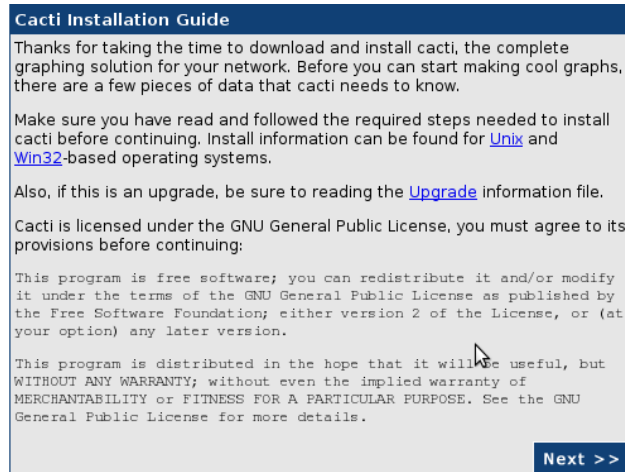 Cacti Installation Guide
Thanks for taking the time to download and install cacti, the complete
graphing solution for your network. Before you can start making cool graphs,
there are a few pieces of data that cacti needs to know.
Make sure you have read and followed the required steps needed to install
cacti before continuing. Install information can be found for Unix and
Win32-based operating systems.
Also, if this is an upgrade, be sure to reading the Upgrade information file.
Cacti is licensed under the GNU General Public License, you must agree to its
provisions before continuing:
This program is free software; you can redistribute it and/or modify
it under the terms of the GNU General Public License as published by
the Free Software Foundation; either version 2 of the License, or (at
your option) any later version.
This program is distributed in the hope that it will be useful, but
WITHOUT ANY WARRANTY; without even the implied warranty of
MERCHANTABILITY or FITNESS FOR A PARTICULAR PURPOSE. See the GNU
General Public License for more details.
Next >>